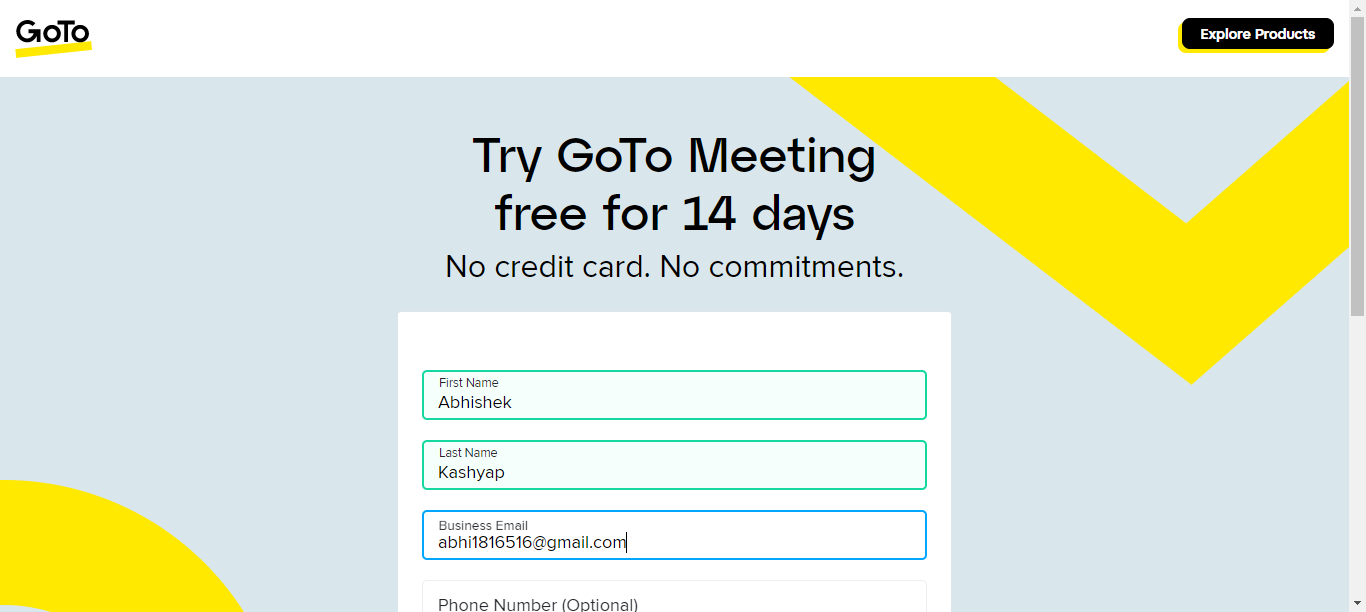 GoTo
Explore Products
Try GoTo Meeting
free for 14 days
No credit card. No commitments.
First Name
Abhishek
Last Name
Kashyap
Business Email
abhi1816516@gmail.com
Phone Number (Optional)